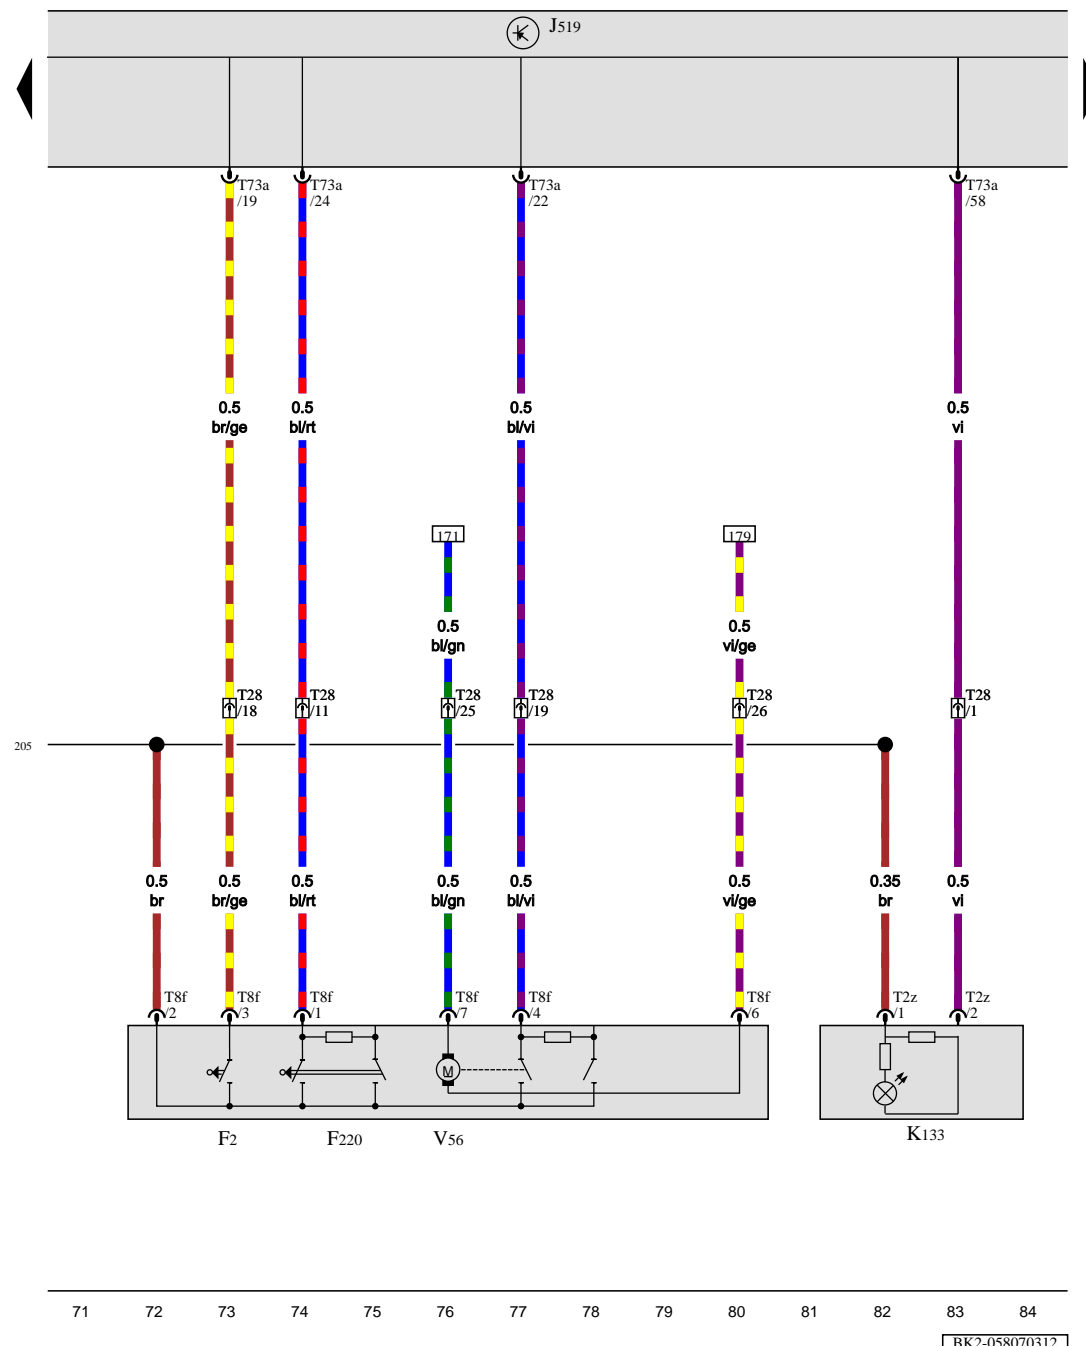 J519
T73a
/19
T73a
/24
T73a
/22
T73a
/58
0.5
br/ge
0.5
bl/rt
0.5
bl/vi
0.5
vi
171
179
0.5
bl/gn
0.5
vi/ge
T28
/18
T28
/11
T28
/25
T28
/19
T28
/26
T28
/1
205
0.5
br
0.5
br/ge
0.5
bl/rt
0.5
bl/gn
0.5
bl/vi
0.5
vi/ge
0.35
br
0.5
vi
T8f
/2
T8f
/3
T8f
/1
T8f
/7
T8f
/4
T8f
/6
T2z
/1
T2z
/2
M
F2
F220
V56
K133
71 72 73 74 75 76 77 78 79 80 81 82 83 84
BK2-058070312